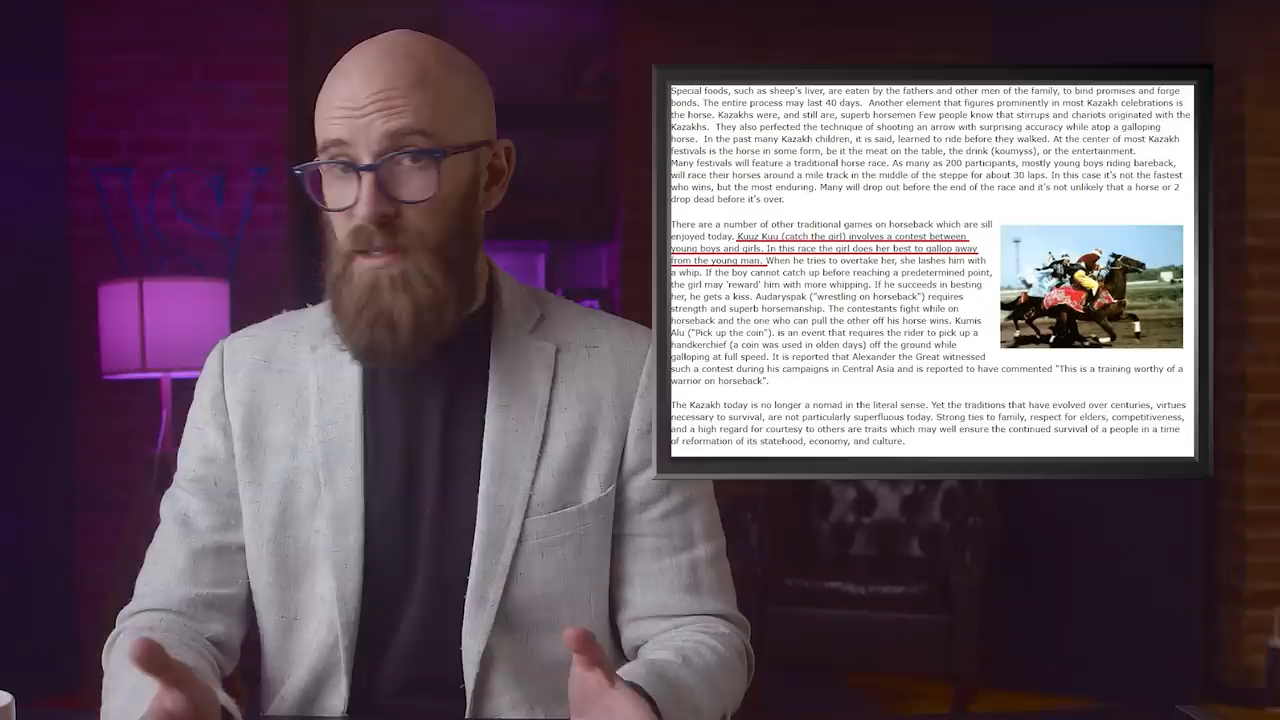 Special foods, such as sheep's liver, are eaten by the fathers and other men of the family, to bind promises and forge
bonds. The entire process may last 40 days.  Another element that figures prominently in most Kazakh celebrations is
the horse. Kazakhs were, and still are, superb horsemen Few people know that stirrups and chariots originated with the
Kazakhs.  They also perfected the technique of shooting an arrow with surprising accuracy while atop a galloping
horse.  In the past many Kazakh children, it is said, learned to ride before they walked. At the center of most Kazakh
festivals is the horse in some form, be it the meat on the table, the drink (koumyss), or the entertainment.
Many festivals will feature a traditional horse race. As many as 200 participants, mostly young boys riding bareback,
will race their horses around a mile track in the middle of the steppe for about 30 laps. In this case it's not the fastest
who wins, but the most enduring. Many will drop out before the end of the race and it's not unlikely that a horse or 2
drop dead before it's over.
There are a number of other traditional games on horseback which are sill
enjoyed today. Kuuz Kuu (catch the girl) involves a contest between
young boys and girls. In this race the girl does her best to gallop away
from the young man. When he tries to overtake her, she lashes him with
a whip. If the boy cannot catch up before reaching a predetermined point,
the girl may 'reward' him with more whipping. If he succeeds in besting
her, he gets a kiss. Audaryspak ("wrestling on horseback") requires
strength and superb horsemanship. The contestants fight while on
horseback and the one who can pull the other off his horse wins. Kumis
Alu ("Pick up the coin"). is an event that requires the rider to pick up a
handkerchief (a coin was used in olden days) off the ground while
galloping at full speed. It is reported that Alexander the Great witnessed
such a contest during his campaigns in Central Asia and is reported to have commented "This is a training worthy of a
warrior on horseback".
The Kazakh today is no longer a nomad in the literal sense. Yet the traditions that have evolved over centuries, virtues
necessary to survival, are not particularly superfluous today. Strong ties to family, respect for elders, competitiveness,
and a high regard for courtesy to others are traits which may well ensure the continued survival of a people in a time
of reformation of its statehood, economy, and culture.